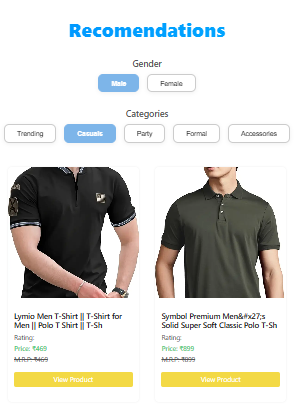 Recomendations
Gender
Male Female
Categories
Trending Casuals Party Formal Accessories
Lymio Men T-Shirt || T-Shirt for
Men || Polo T Shirt || T-Sh
Rating:
Price: ₹469
M.R.P: ₹469
View Product
Symbol Premium Men&#x27;s
Solid Super Soft Classic Polo T-Sh
Rating:
Price: ₹899
M.R.P: ₹899
View Product